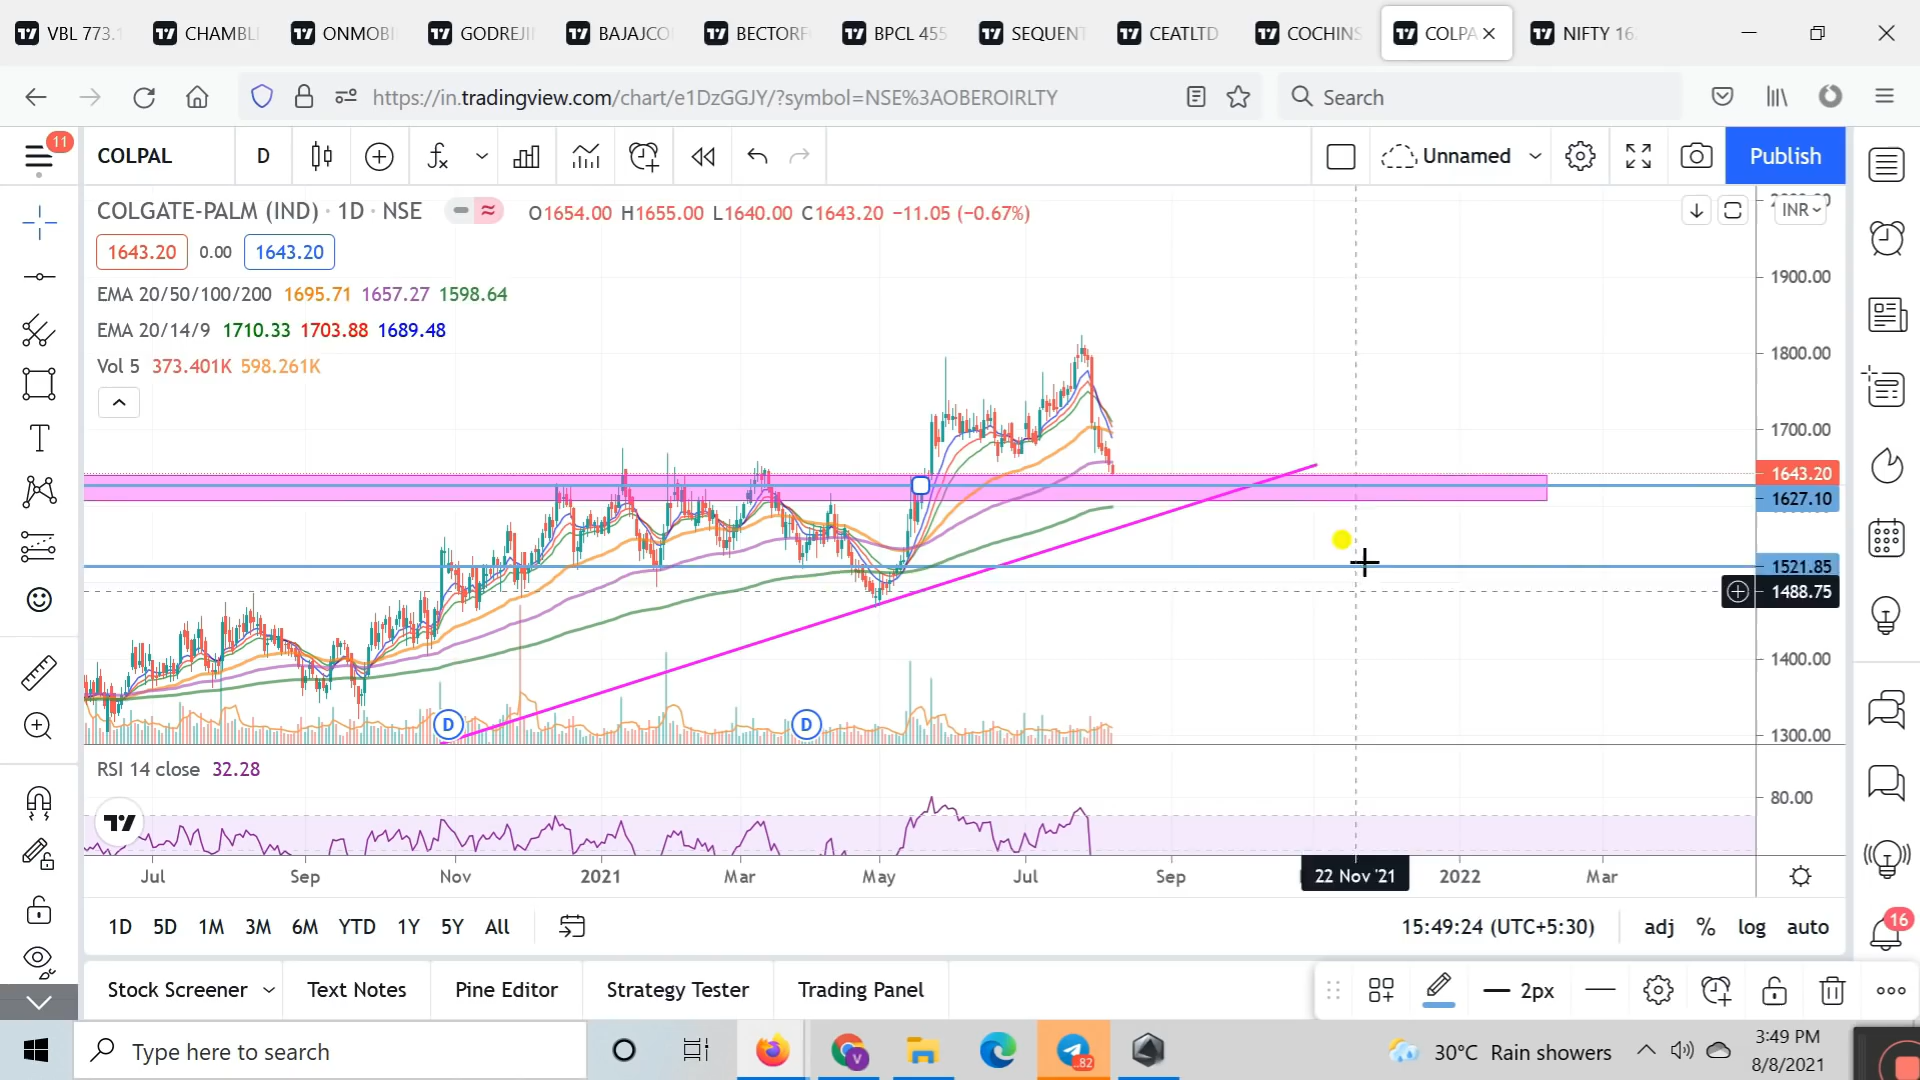 VBL 773.1 CHAMBL ONMOBI GODREJI BAJAJCO BECTORF BPCL 455 SEQUENT CEATLTD COCHINS COLPA NIFTY 16
https://in.tradingview.com/chart/e1DzGGJY/?symbol=NSE%3AOBEROIRLTY Search
11 COLPAL D Unnamed Publish
COLGATE-PALM (IND) · 1D · NSE O1654.00 H1655.00 L1640.00 C1643.20 −11.05 (−0.67%) INR
1643.20 0.00 1643.20
1900.00
EMA 20/50/100/200 1695.71 1657.27 1598.64
EMA 20/14/9 1710.33 1703.88 1689.48
1800.00
Vol 5 373.401K 598.261K
1700.00
1643.20
1627.10
1521.85
1488.75
1400.00
D D
1300.00
RSI 14 close 32.28
80.00
Jul Sep Nov 2021 Mar May Jul Sep 22 Nov '21 2022 Mar
1D 5D 1M 3M 6M YTD 1Y 5Y All 15:49:24 (UTC+5:30) adj % log auto
16
Stock Screener Text Notes Pine Editor Strategy Tester Trading Panel 2px
Type here to search V 82 30°C Rain showers 3:49 PM
8/8/2021